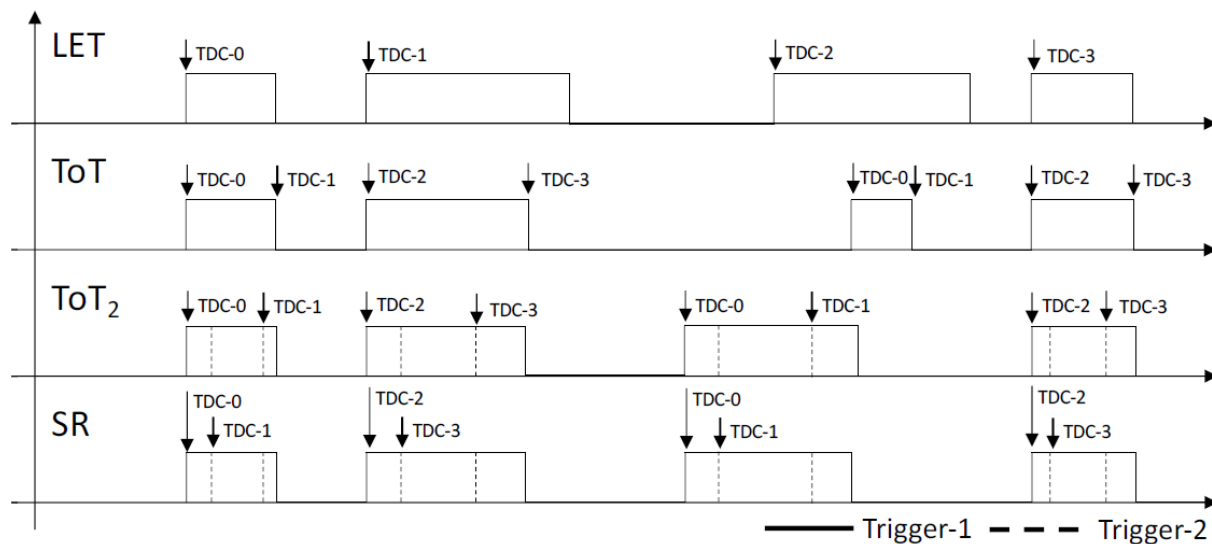 LET
TDC-0
TDC-1
TDC-2
TDC-3
ToT
TDC-0
TDC-1
TDC-2
TDC-3
TDC-0
TDC-1
TDC-2
TDC-3
ToT₂
TDC-0
TDC-1
TDC-2
TDC-3
TDC-0
TDC-1
TDC-2
TDC-3
SR
TDC-0
TDC-1
TDC-2
TDC-3
TDC-0
TDC-1
TDC-2
TDC-3
Trigger-1
Trigger-2